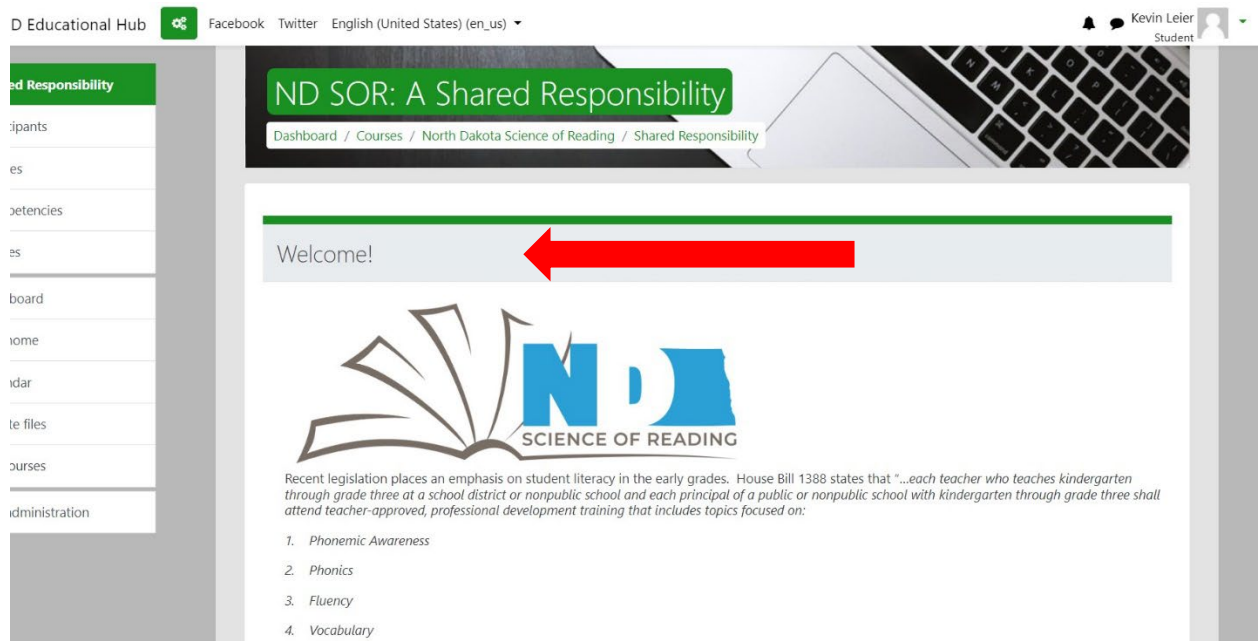 D Educational Hub Facebook Twitter English (United States) (en_us) Kevin Leier
Student
ed Responsibility
cipants
es
petencies
es
board
home
ndar
te files
ourses
administration
ND SOR: A Shared Responsibility
Dashboard / Courses / North Dakota Science of Reading / Shared Responsibility
Welcome!
ND
SCIENCE OF READING
Recent legislation places an emphasis on student literacy in the early grades. House Bill 1388 states that "...each teacher who teaches kindergarten
through grade three at a school district or nonpublic school and each principal of a public or nonpublic school with kindergarten through grade three shall
attend teacher-approved, professional development training that includes topics focused on:
1. Phonemic Awareness
2. Phonics
3. Fluency
4. Vocabulary